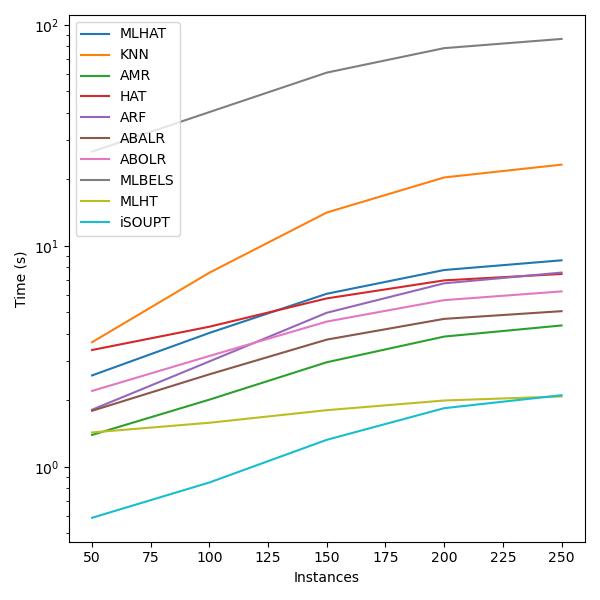 10²
10¹
10⁰
Time (s)
MLHAT
KNN
AMR
HAT
ARF
ABALR
ABOLR
MLBELS
MLHT
iSOUPT
50 75 100 125 150 175 200 225 250
Instances